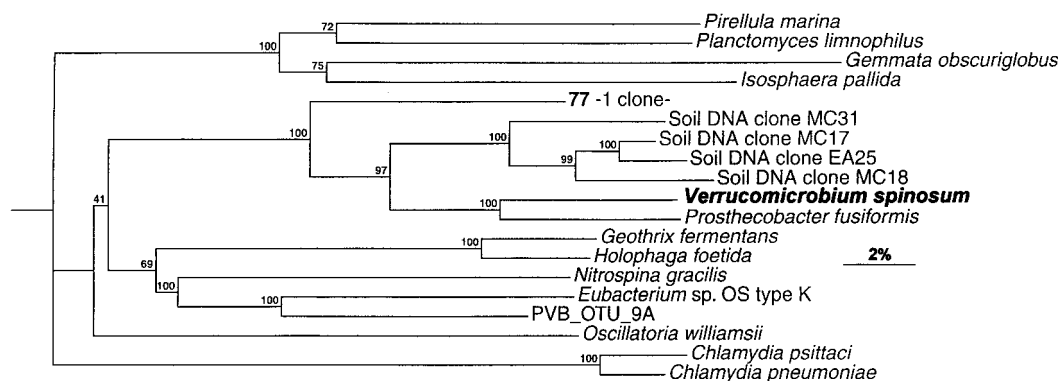 72
Pirellula marina
100
Planctomyces limnophilus
Gemmata obscuriglobus
75
Isosphaera pallida
77 -1 clone-
Soil DNA clone MC31
100
100
Soil DNA clone MC17
100
Soil DNA clone EA25
99
Soil DNA clone MC18
97
Verrucomicrobium spinosum
41
100
Prosthecobacter fusiformis
Geothrix fermentans
100
Holophaga foetida
2%
69
Nitrospina gracilis
100
Eubacterium sp. OS type K
100
PVB_OTU_9A
Oscillatoria williamsii
Chlamydia psittaci
100
Chlamydia pneumoniae